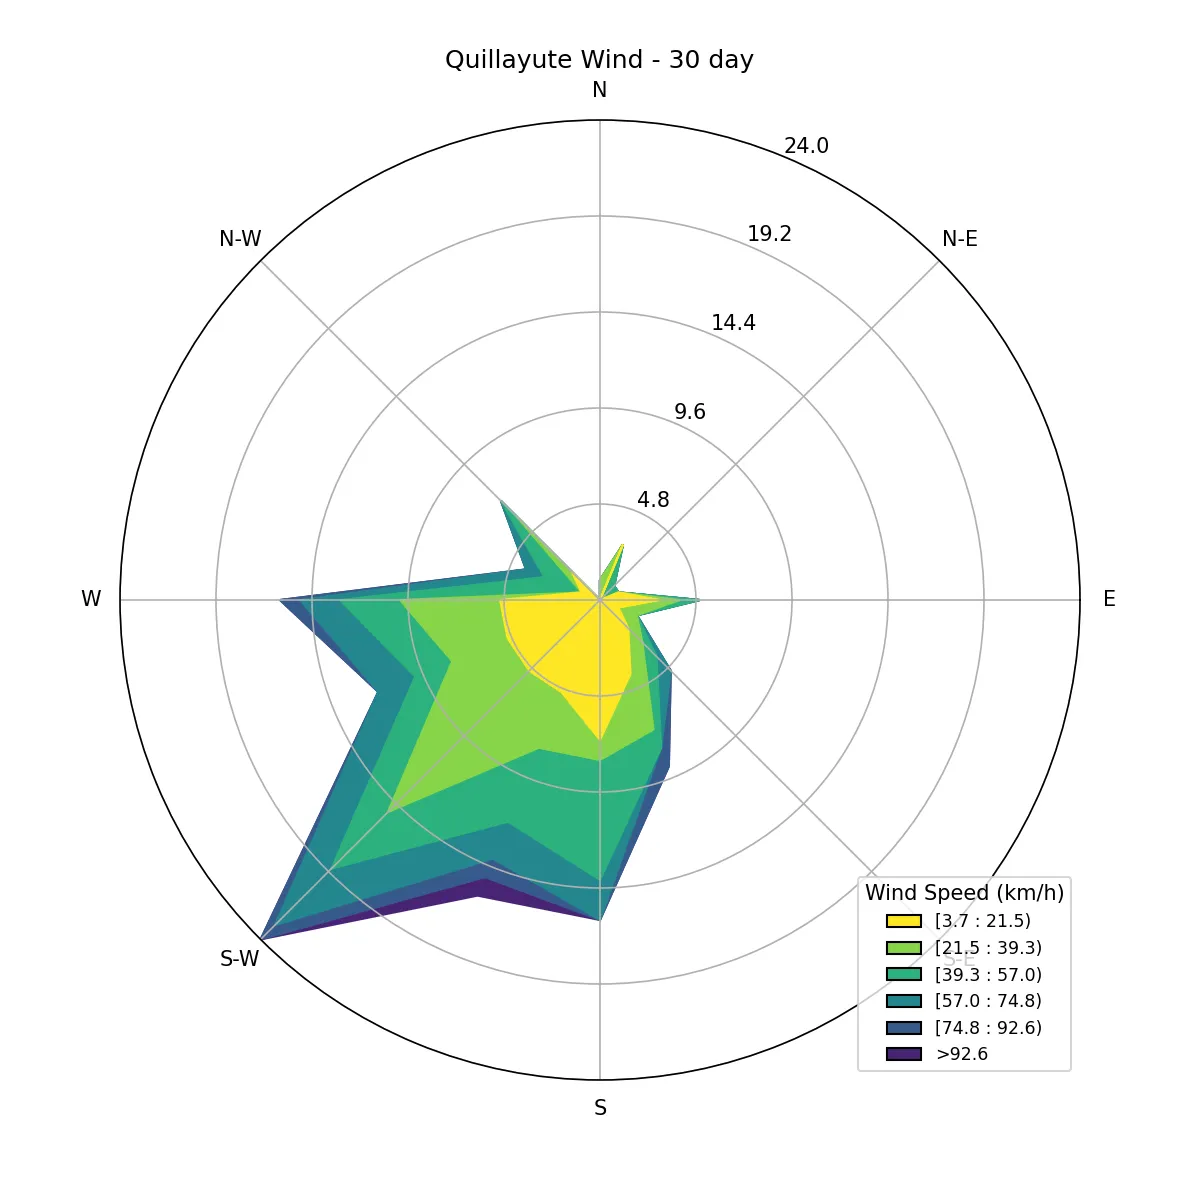 Quillayute Wind - 30 day
N
24.0
N-W
19.2
N-E
14.4
9.6
4.8
W
E
Wind Speed (km/h)
[3.7 : 21.5)
[21.5 : 39.3)
S-W
S-E
[39.3 : 57.0)
[57.0 : 74.8)
[74.8 : 92.6)
>92.6
S